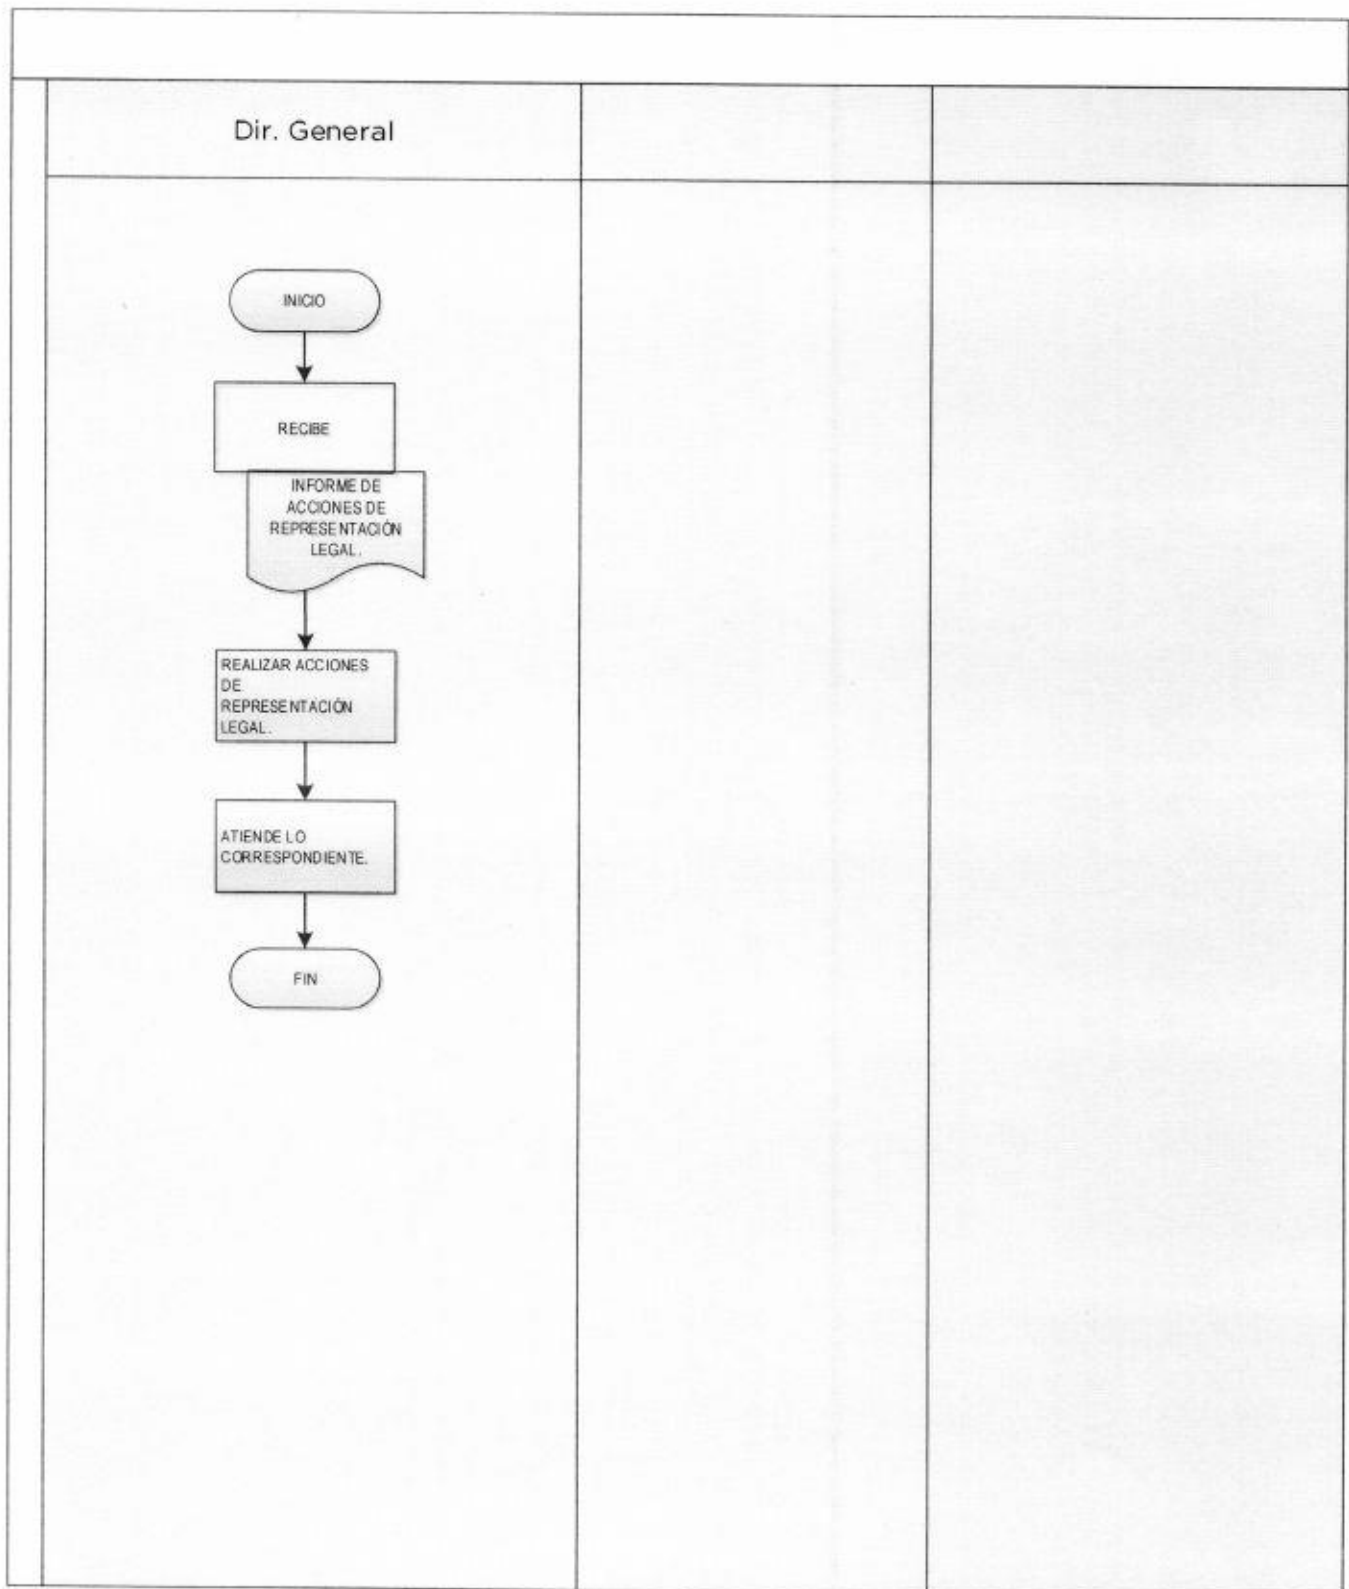 Dir. General
INICIO
RECIBE
INFORME DE
ACCIONES DE
REPRESENTACIÓN
LEGAL.
REALIZAR ACCIONES
DE
REPRESENTACIÓN
LEGAL.
ATIENDE LO
CORRESPONDIENTE.
FIN